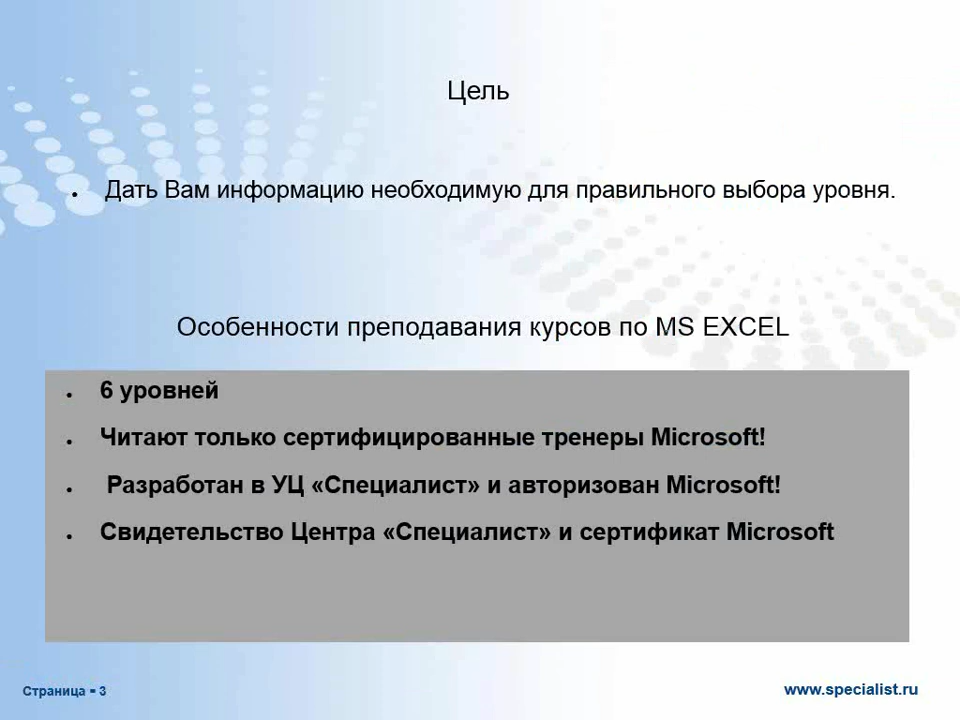 Цель
• Дать Вам информацию необходимую для правильного выбора уровня.
Особенности преподавания курсов по MS EXCEL
• 6 уровней
• Читают только сертифицированные тренеры Microsoft!
• Разработан в УЦ «Специалист» и авторизован Microsoft!
• Свидетельство Центра «Специалист» и сертификат Microsoft
Страница ▪ 3
www.specialist.ru